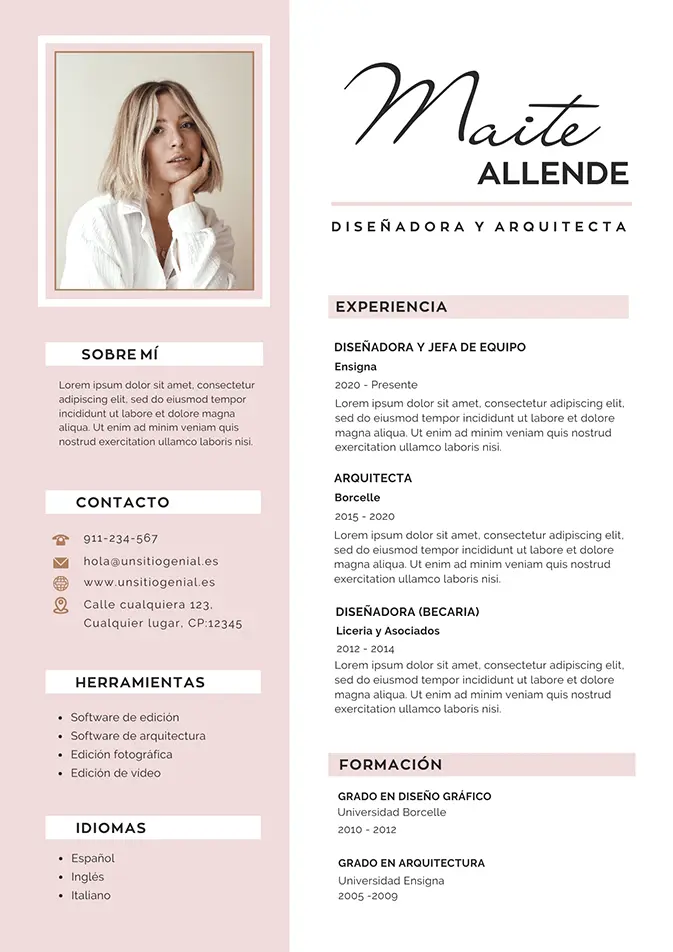 Maite
ALLENDE
DISEÑADORA Y ARQUITECTA
SOBRE MÍ
Lorem ipsum dolor sit amet, consectetur
adipiscing elit, sed do eiusmod tempor
incididunt ut labore et dolore magna
aliqua. Ut enim ad minim veniam quis
nostrud exercitation ullamco laboris nisi.
CONTACTO
911-234-567
hola@unsitiogenial.es
www.unsitiogenial.es
Calle cualquiera 123,
Cualquier lugar, CP:12345
HERRAMIENTAS
• Software de edición
• Software de arquitectura
• Edición fotográfica
• Edición de vídeo
IDIOMAS
• Español
• Inglés
• Italiano
EXPERIENCIA
DISEÑADORA Y JEFA DE EQUIPO
Ensigna
2020 - Presente
Lorem ipsum dolor sit amet, consectetur adipiscing elit,
sed do eiusmod tempor incididunt ut labore et dolore
magna aliqua. Ut enim ad minim veniam quis nostrud
exercitation ullamco laboris nisi.
ARQUITECTA
Borcelle
2015 - 2020
Lorem ipsum dolor sit amet, consectetur adipiscing elit,
sed do eiusmod tempor incididunt ut labore et dolore
magna aliqua. Ut enim ad minim veniam quis nostrud
exercitation ullamco laboris nisi.
DISEÑADORA (BECARIA)
Liceria y Asociados
2012 - 2014
Lorem ipsum dolor sit amet, consectetur adipiscing elit,
sed do eiusmod tempor incididunt ut labore et dolore
magna aliqua. Ut enim ad minim veniam quis nostrud
exercitation ullamco laboris nisi.
FORMACIÓN
GRADO EN DISEÑO GRÁFICO
Universidad Borcelle
2010 - 2012
GRADO EN ARQUITECTURA
Universidad Ensigna
2005 -2009